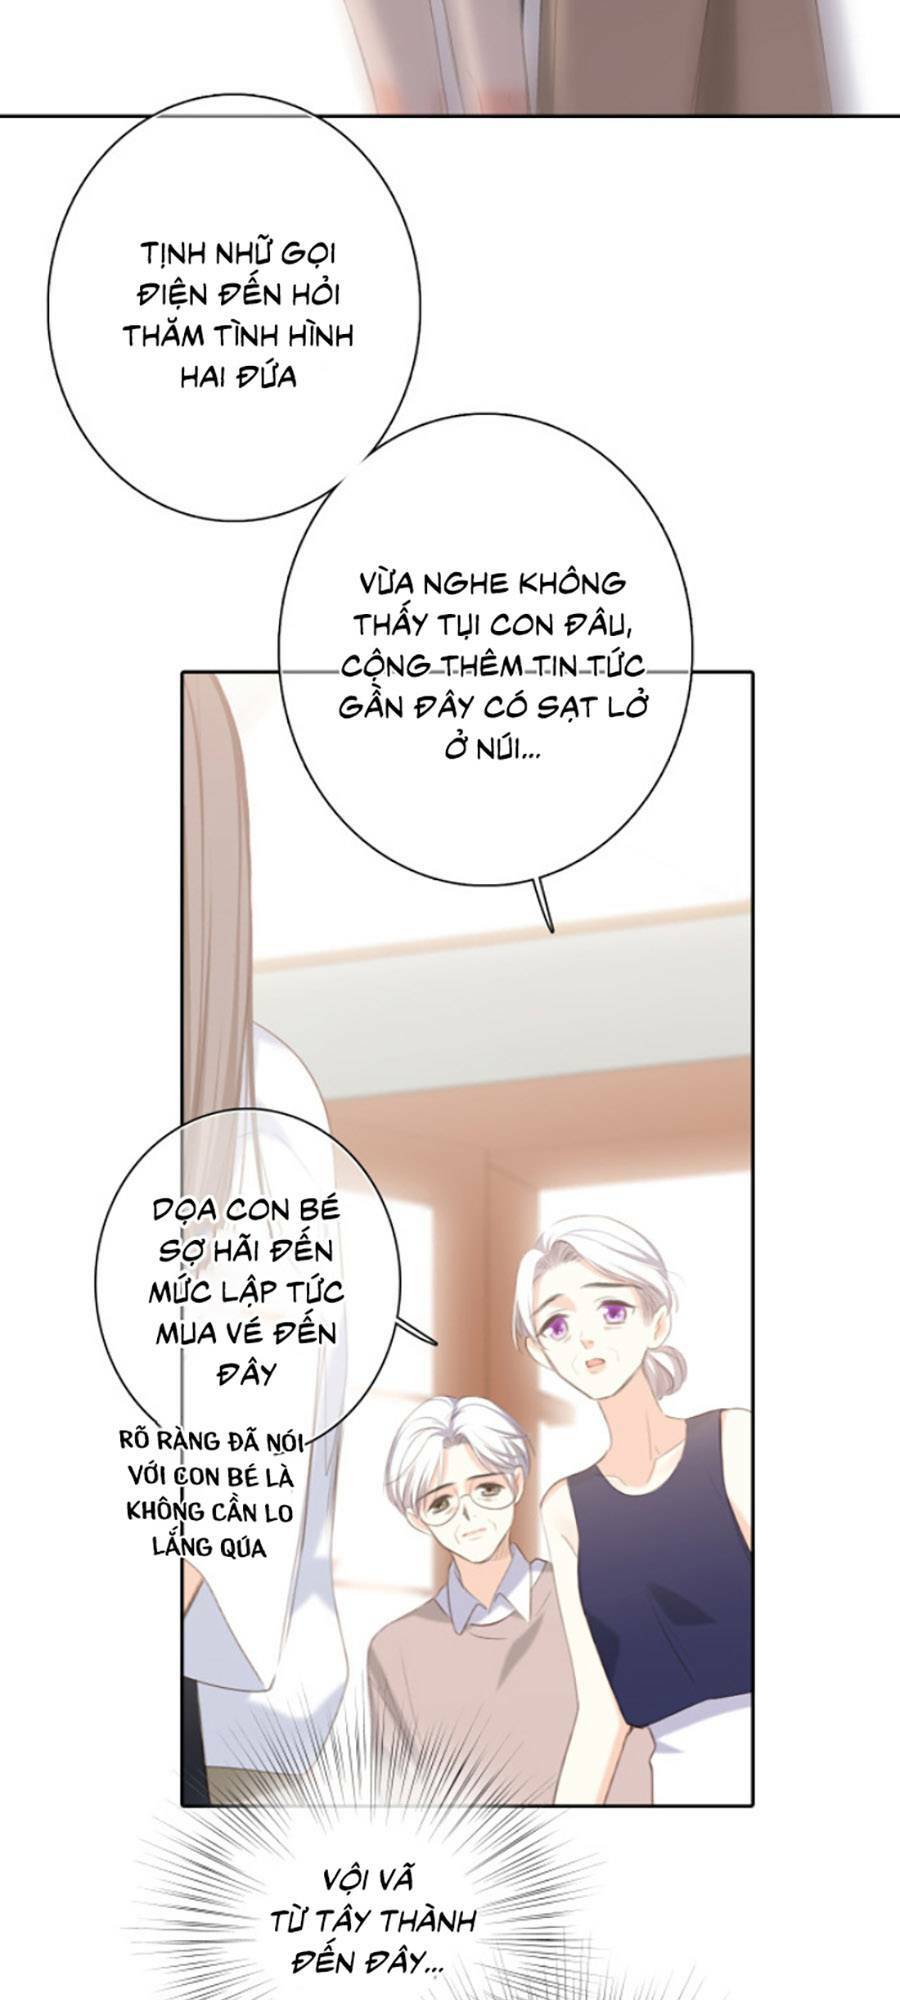 TỊNH NHỮ GỌI
ĐIỆN ĐẾN HỎI
THĂM TÌNH HÌNH
HAI ĐỨA
VỪA NGHE KHÔNG
THẤY TỤI CON ĐÂU,
CỘNG THÊM TIN TỨC
GẦN ĐÂY CÓ SẠT LỞ
Ở NÚI...
DỌA CON BÉ
SỢ HÃI ĐẾN
MỨC LẬP TỨC
MUA VÉ ĐẾN
ĐÂY
RÕ RÀNG ĐÃ NÓI
VỚI CON BÉ LÀ
KHÔNG CẦN LO
LẮNG QÚA
VỘI VÃ
TỪ TÂY THÀNH
ĐẾN ĐÂY...